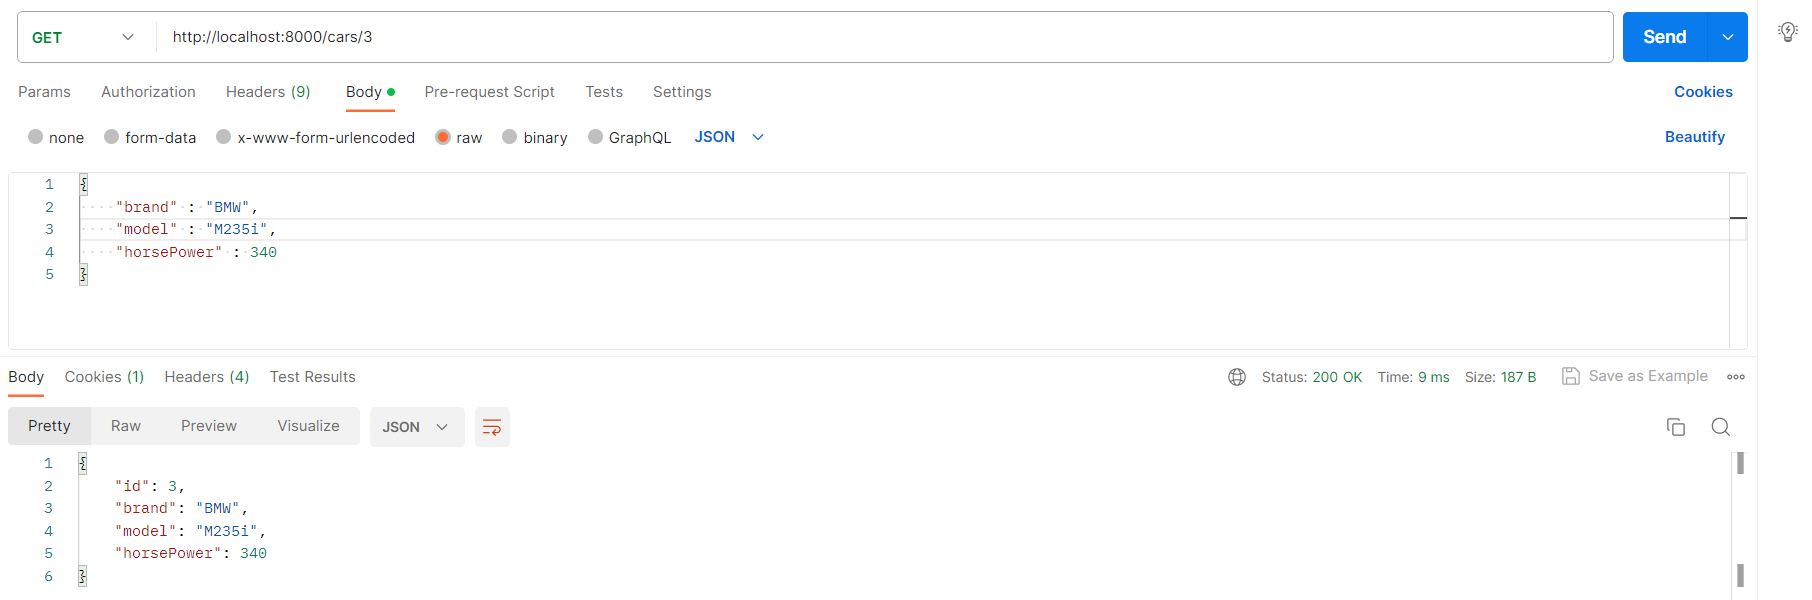 GET http://localhost:8000/cars/3 Send
Params Authorization Headers (9) Body Pre-request Script Tests Settings Cookies
none form-data x-www-form-urlencoded raw binary GraphQL JSON Beautify
1 {
2 "brand" : "BMW",
3 "model" : "M235i",
4 "horsePower" : 340
5 }
Body Cookies (1) Headers (4) Test Results Status: 200 OK Time: 9 ms Size: 187 B Save as Example
Pretty Raw Preview Visualize JSON
1 {
2 "id": 3,
3 "brand": "BMW",
4 "model": "M235i",
5 "horsePower": 340
6 }